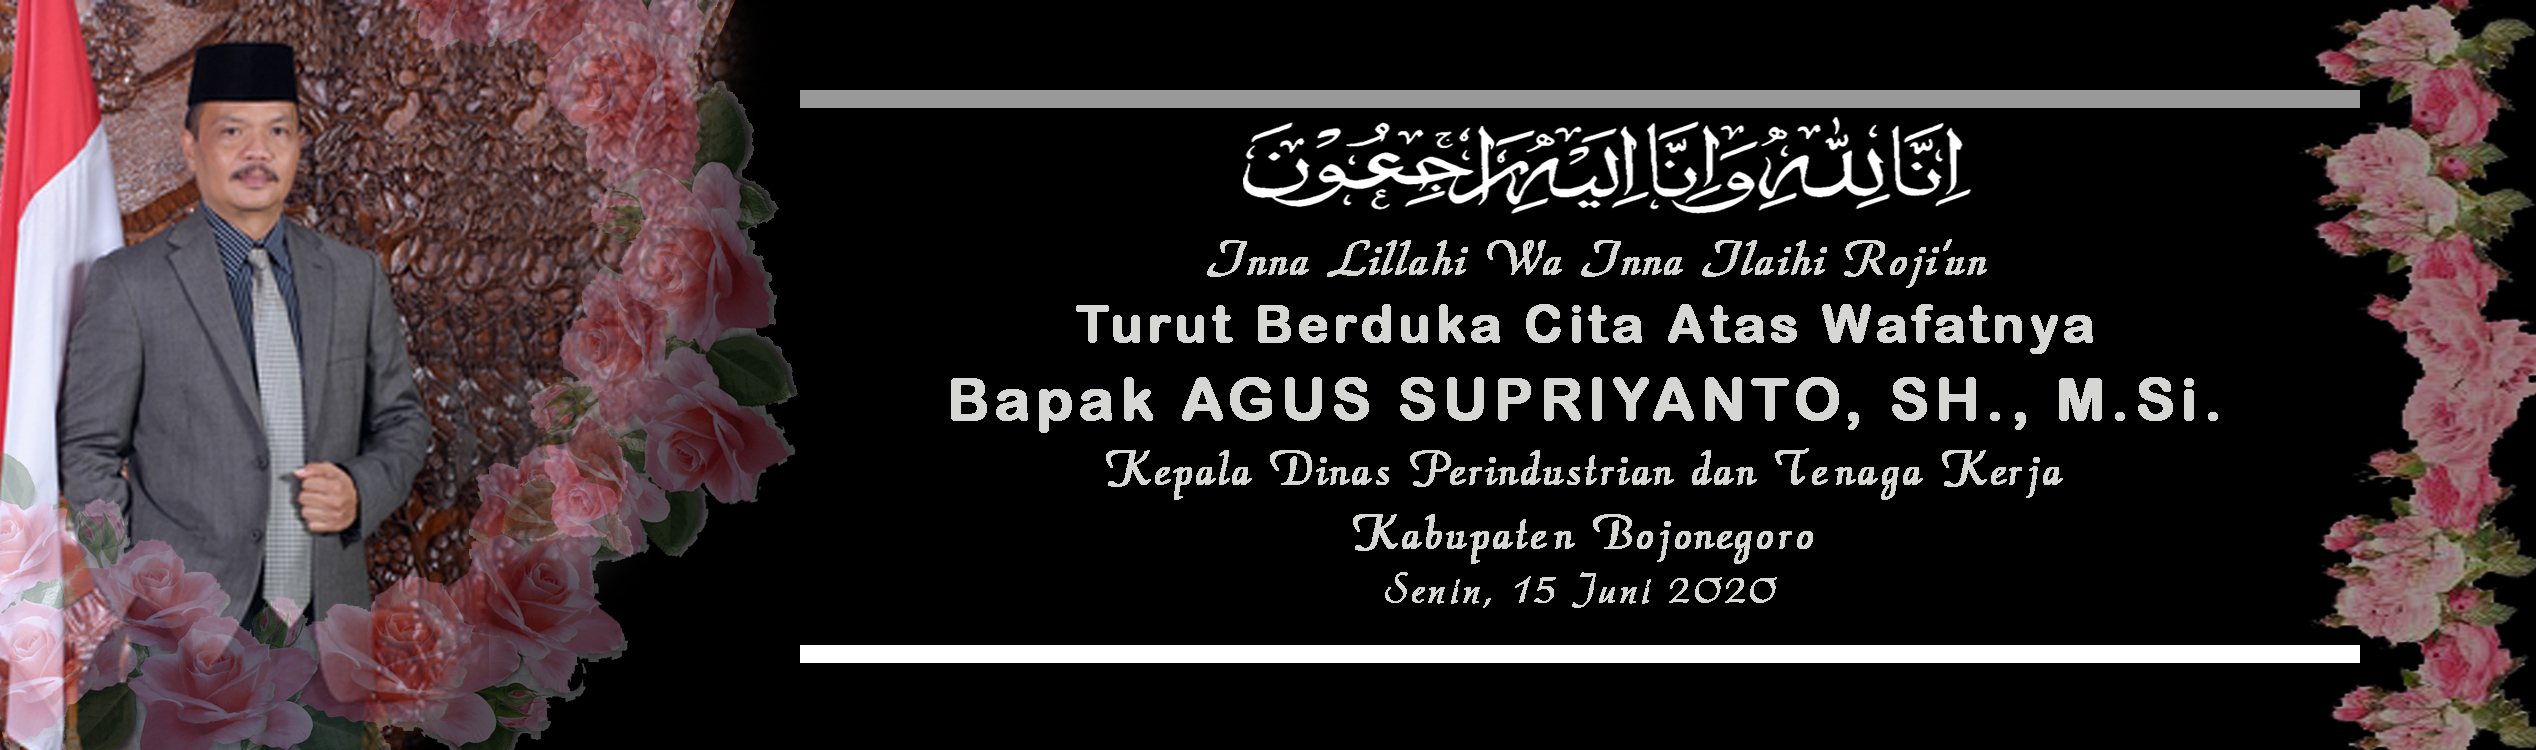 اِنَّا لِلّٰهِ وَاِنَّا اِلَيْهِ رَاجِعُوْنَ
Inna Lillahi Wa Inna Ilaihi Roji'un
Turut Berduka Cita Atas Wafatnya
Bapak AGUS SUPRIYANTO, SH., M.Si.
Kepala Dinas Perindustrian dan Tenaga Kerja
Kabupaten Bojonegoro
Senin, 15 Juni 2020